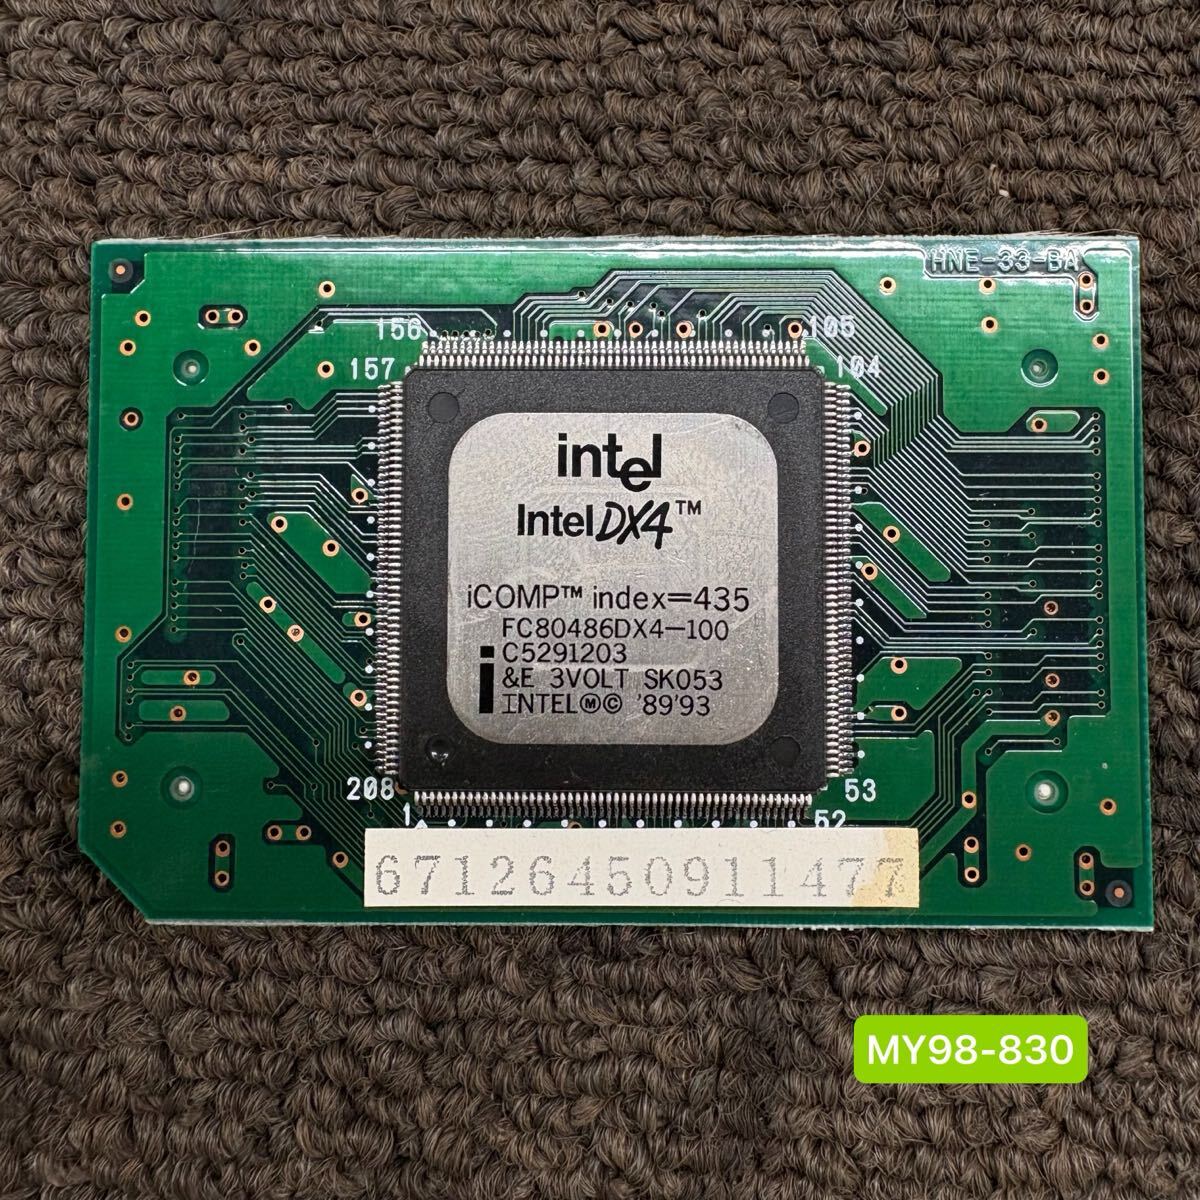 HNE-33-BA
156
105
157
104
intel
IntelDX4™
iCOMP™ index=435
FC80486DX4-100
C5291203
&E 3VOLT SK053
INTELⓂ© '89'93
208
53
1
52
67126450911477
MY98-830